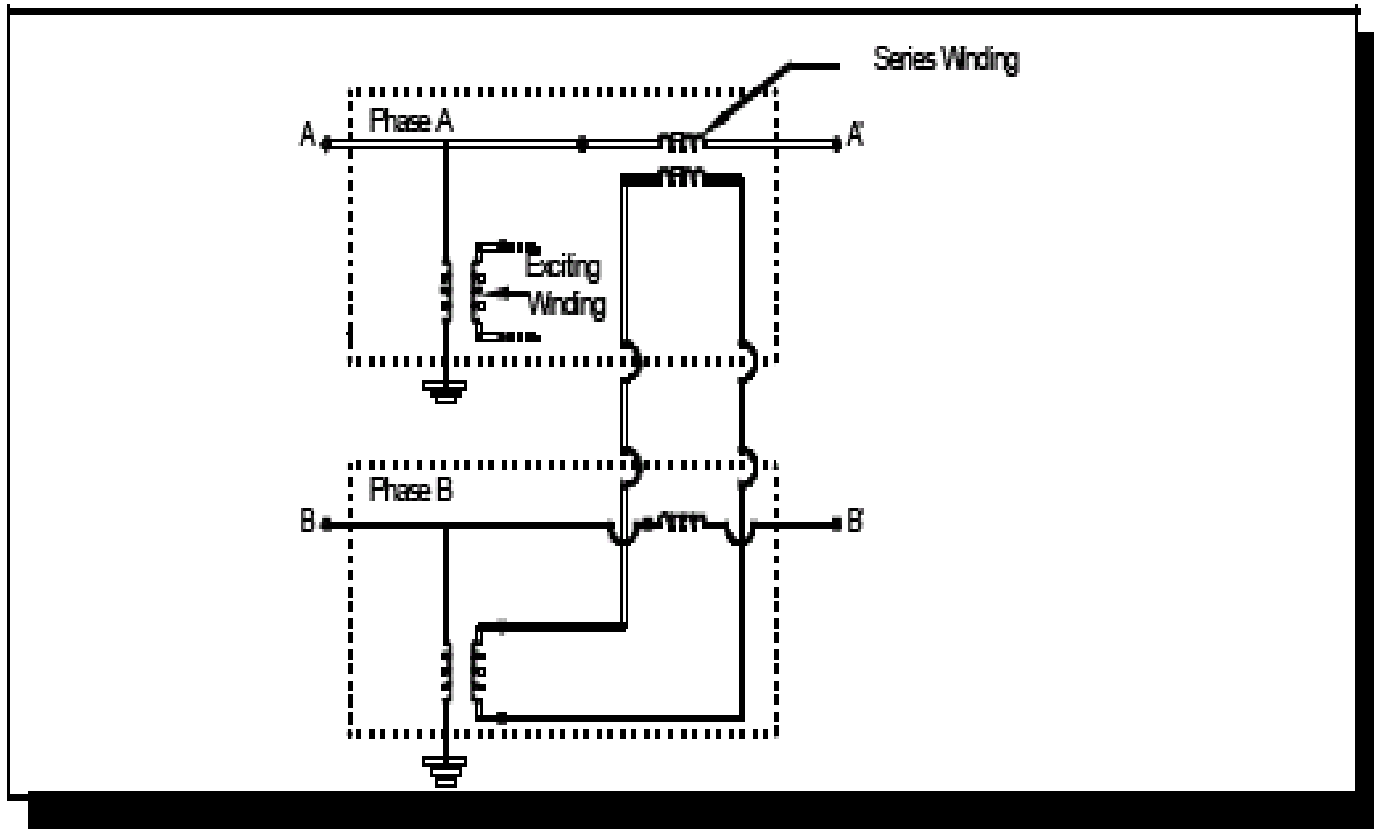 Series Winding
Phase A
A
A'
Exciting
Winding
Phase B
B
B'